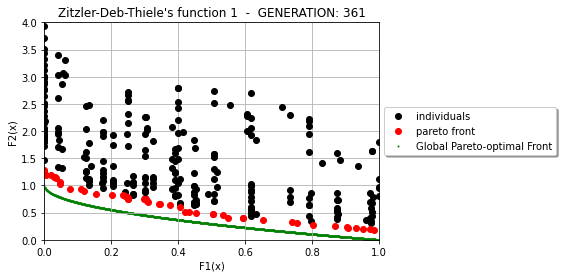 Zitzler-Deb-Thiele's function 1 - GENERATION: 361
4.0
3.5
3.0
2.5
2.0
1.5
1.0
0.5
0.0
F2(x)
0.0 0.2 0.4 0.6 0.8 1.0
F1(x)
individuals
pareto front
Global Pareto-optimal Front